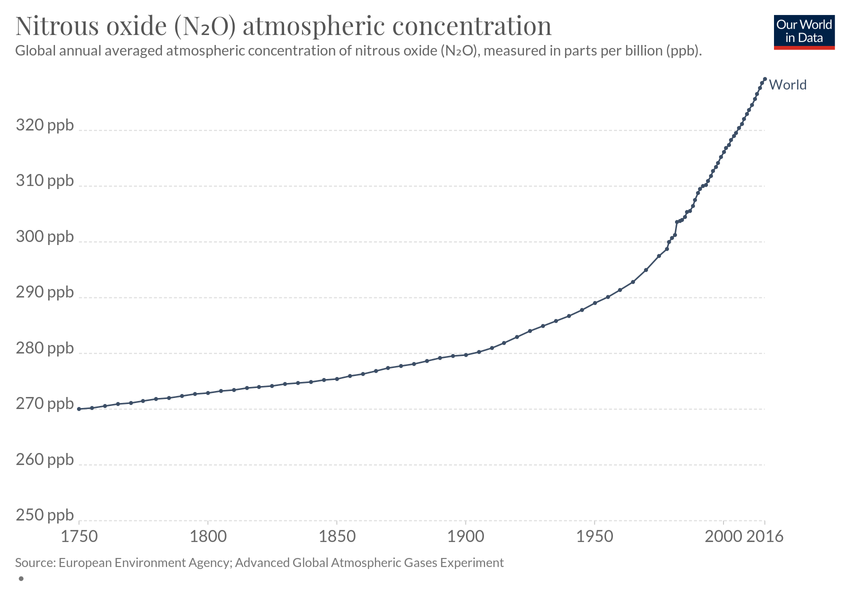 Nitrous oxide (N₂O) atmospheric concentration
Our World
in Data
Global annual averaged atmospheric concentration of nitrous oxide (N₂O), measured in parts per billion (ppb).
World
320 ppb
310 ppb
300 ppb
290 ppb
280 ppb
270 ppb
260 ppb
250 ppb
1750 1800 1850 1900 1950 2000 2016
Source: European Environment Agency; Advanced Global Atmospheric Gases Experiment
•